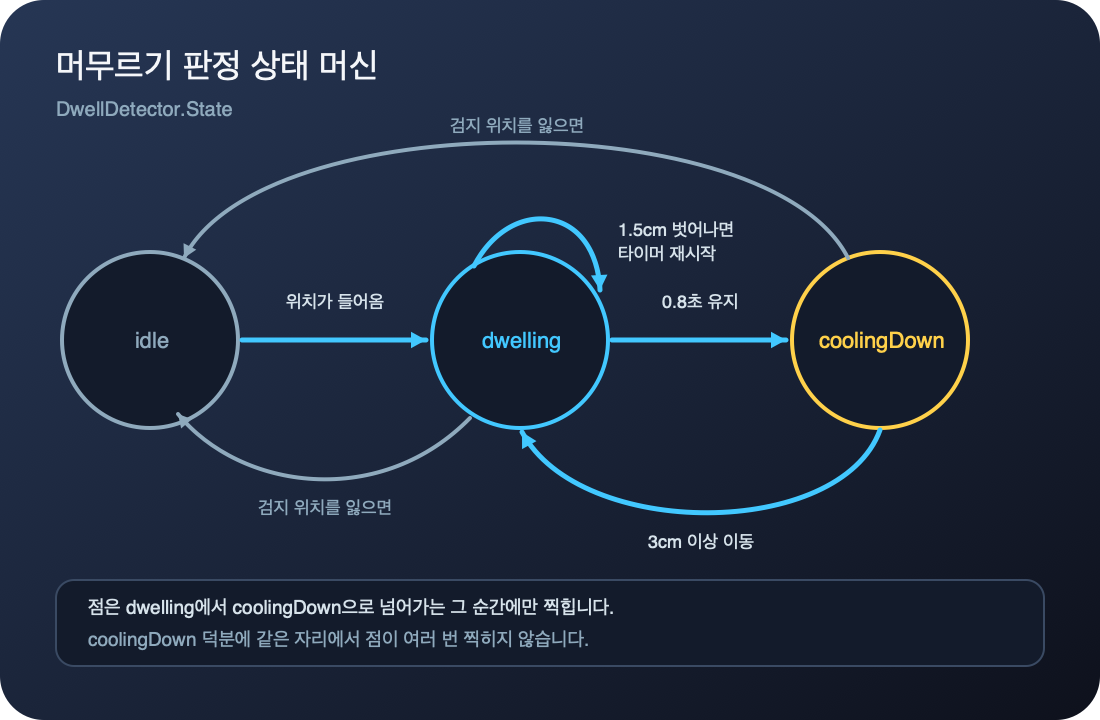 머무르기 판정 상태 머신
DwellDetector.State
검지 위치를 잃으면
1.5cm 벗어나면
타이머 재시작
위치가 들어옴
0.8초 유지
idle
dwelling
coolingDown
검지 위치를 잃으면
3cm 이상 이동
점은 dwelling에서 coolingDown으로 넘어가는 그 순간에만 찍힙니다.
coolingDown 덕분에 같은 자리에서 점이 여러 번 찍히지 않습니다.